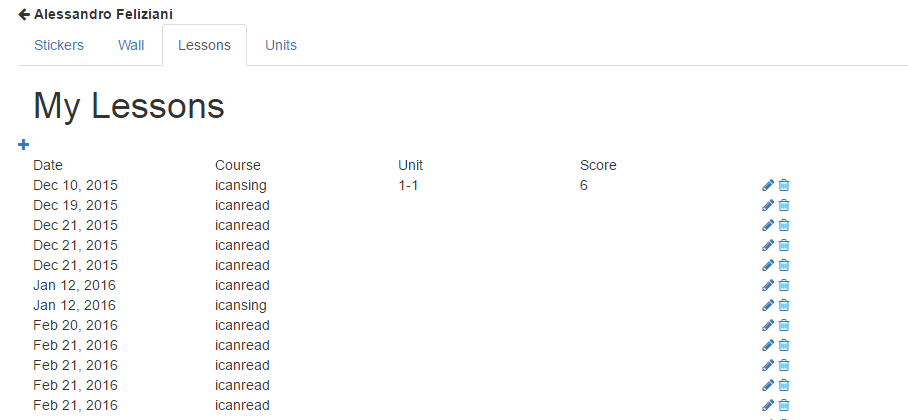 Alessandro Feliziani
Stickers Wall Lessons Units
My Lessons
Date Course Unit Score
Dec 10, 2015 icansing 1-1 6
Dec 19, 2015 icanread
Dec 21, 2015 icanread
Dec 21, 2015 icanread
Dec 21, 2015 icanread
Jan 12, 2016 icanread
Jan 12, 2016 icansing
Feb 20, 2016 icanread
Feb 21, 2016 icanread
Feb 21, 2016 icanread
Feb 21, 2016 icanread
Feb 21, 2016 icanread